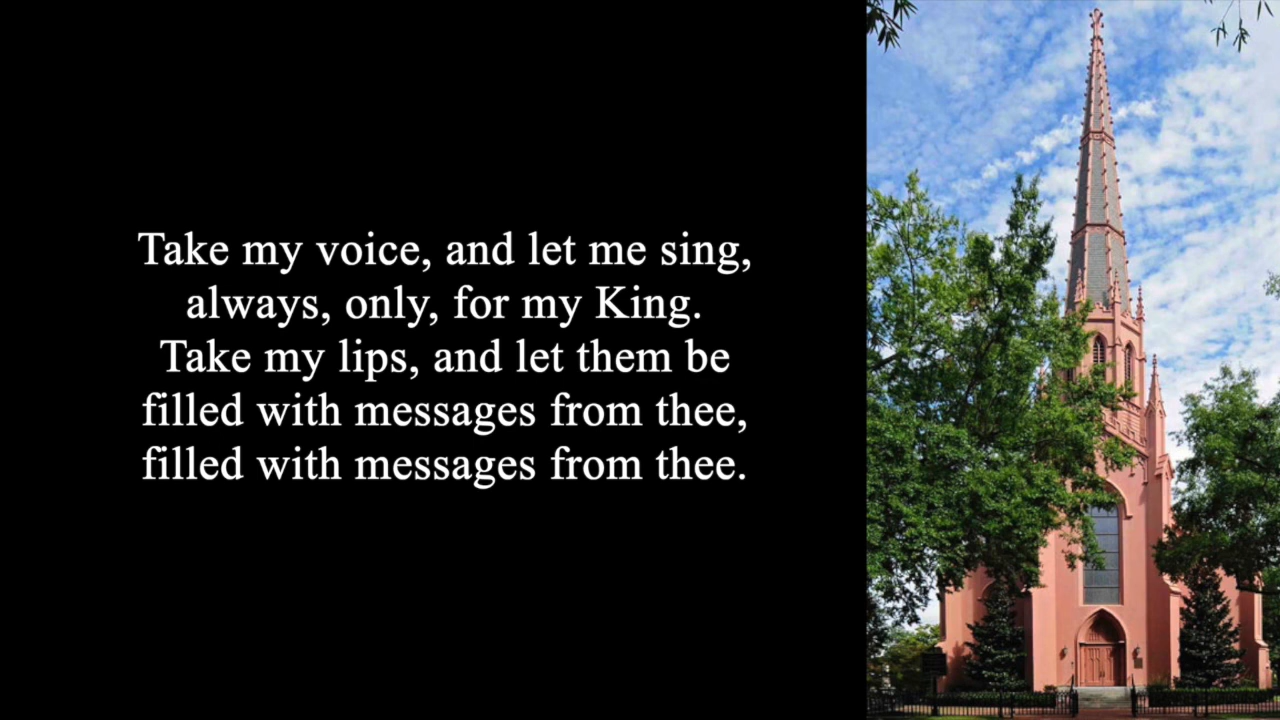 Take my voice, and let me sing,
always, only, for my King.
Take my lips, and let them be
filled with messages from thee,
filled with messages from thee.